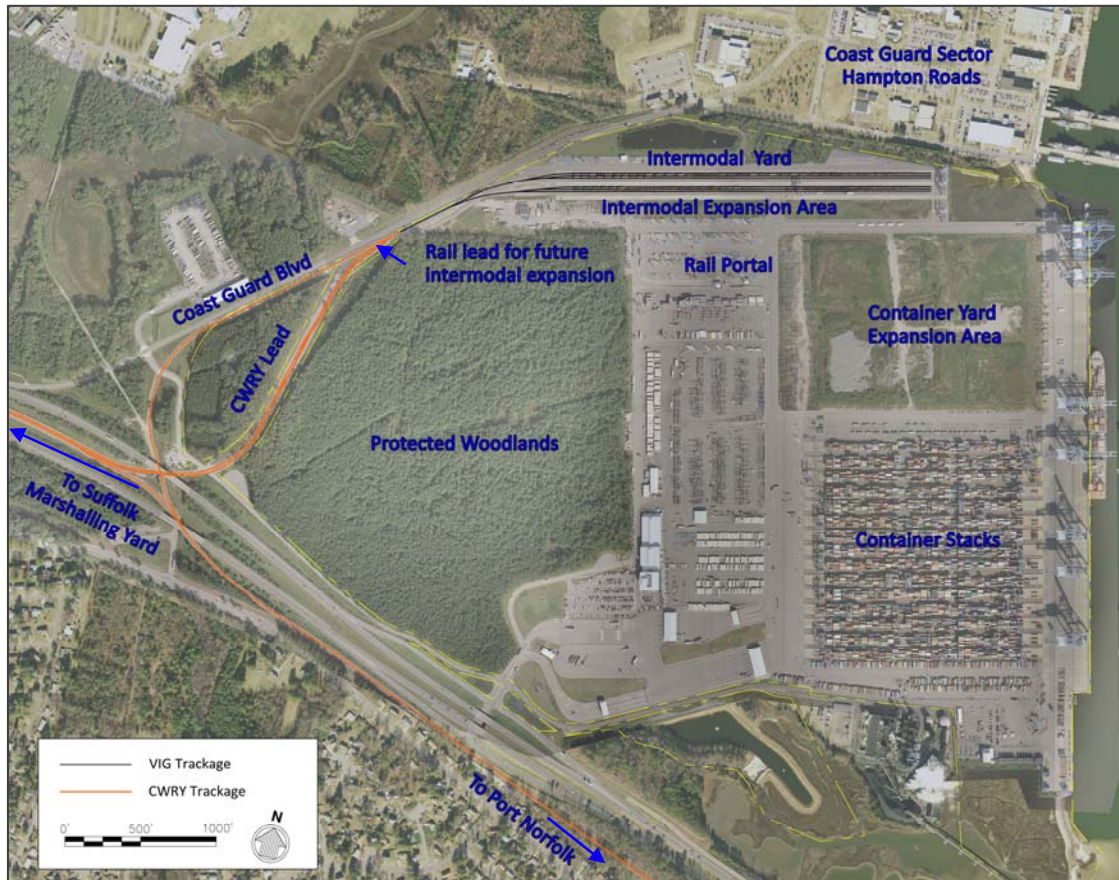 Coast Guard Sector
Hampton Roads
Intermodal Yard
Intermodal Expansion Area
Rail lead for future
intermodal expansion
Rail Portal
Coast Guard Blvd
Container Yard
Expansion Area
CWRY Lead
Protected Woodlands
To Suffolk
Marshalling Yard
Container Stacks
To Port Norfolk
VIG Trackage
CWRY Trackage
0' 500' 1000'
N